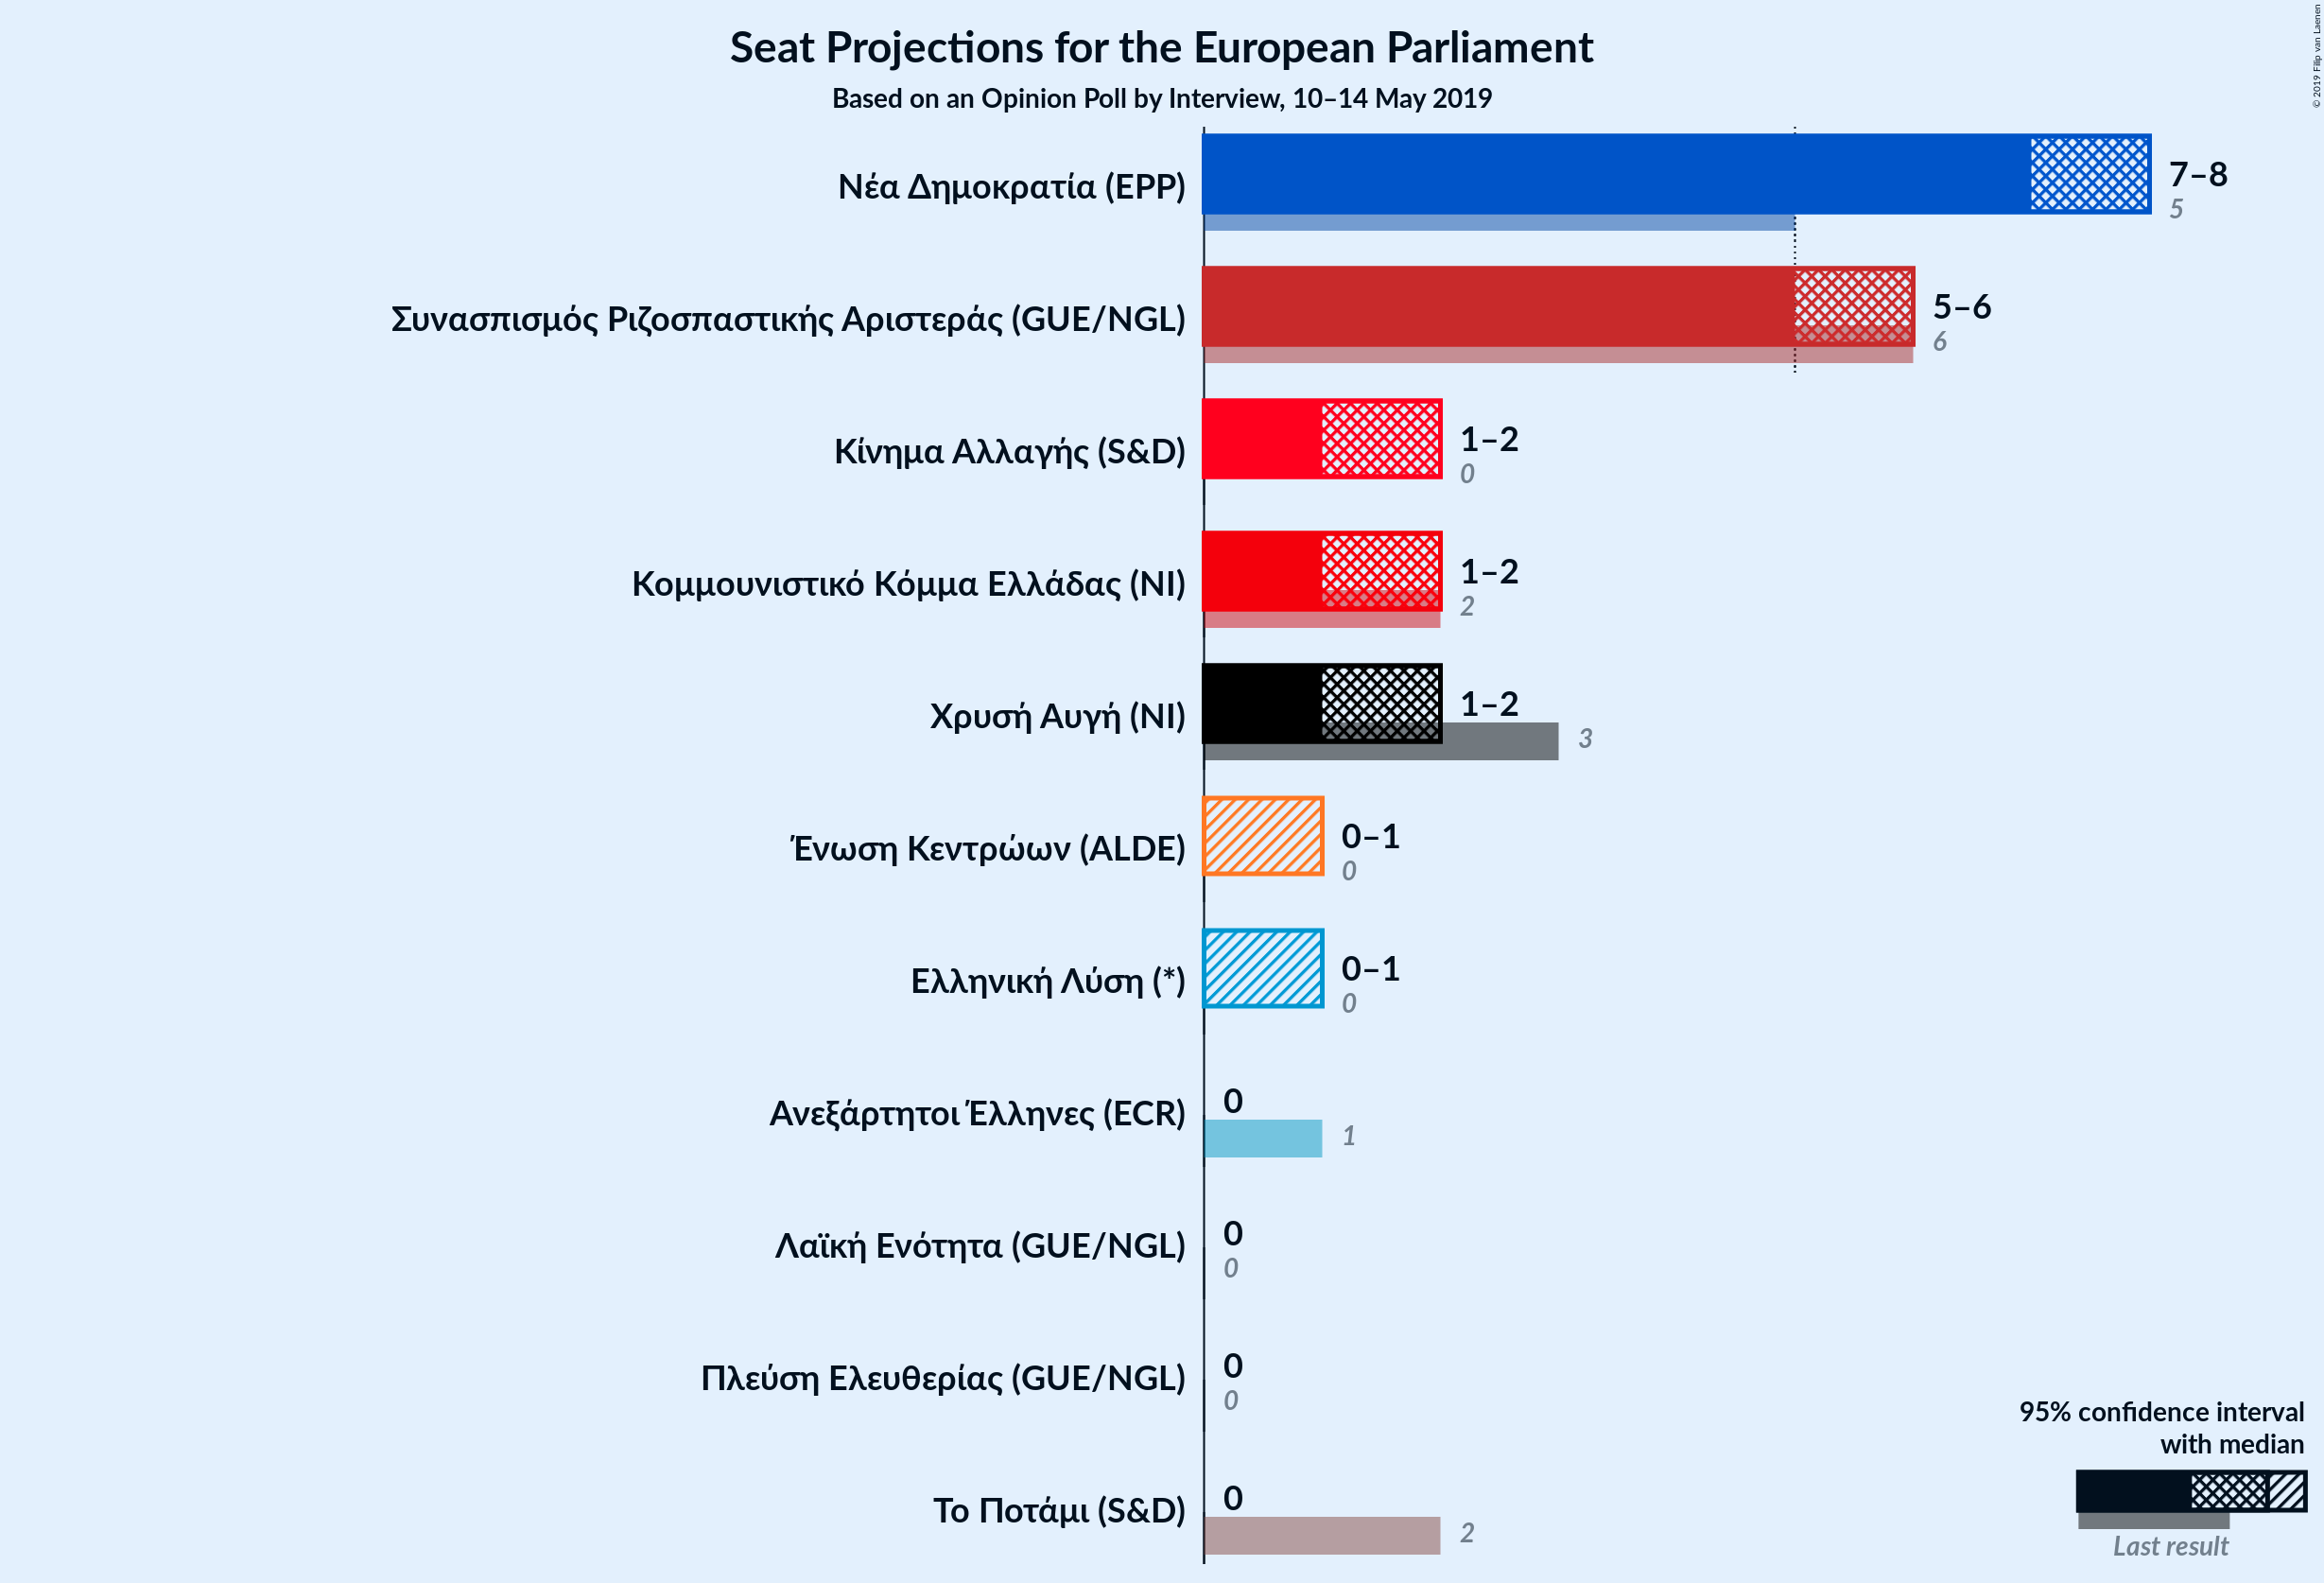 Seat Projections for the European Parliament
Based on an Opinion Poll by Interview, 10–14 May 2019
© 2019 Filip van Laenen
Νέα Δημοκρατία (EPP)
7–8
5
Συνασπισμός Ριζοσπαστικής Αριστεράς (GUE/NGL)
5–6
6
Κίνημα Αλλαγής (S&D)
1–2
0
Κομμουνιστικό Κόμμα Ελλάδας (NI)
1–2
2
Χρυσή Αυγή (NI)
1–2
3
Ένωση Κεντρώων (ALDE)
0–1
0
Ελληνική Λύση (*)
0–1
0
Ανεξάρτητοι Έλληνες (ECR)
0
1
Λαϊκή Ενότητα (GUE/NGL)
0
0
Πλεύση Ελευθερίας (GUE/NGL)
0
0
Το Ποτάμι (S&D)
0
2
95% confidence interval
with median
Last result